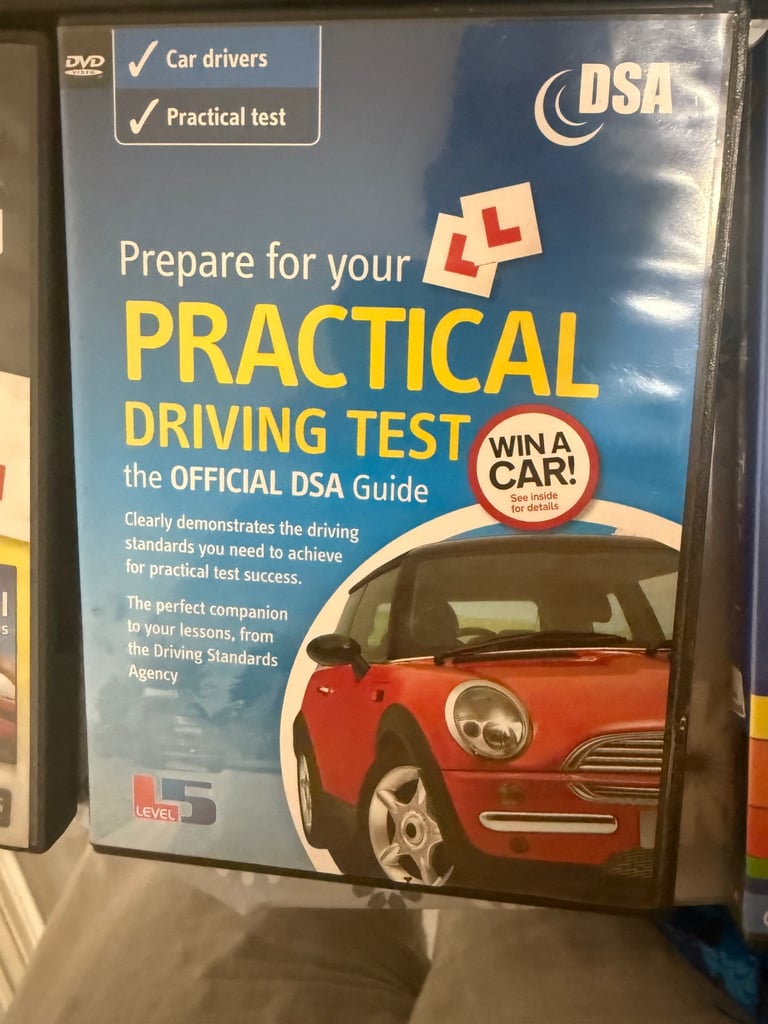 DVD
VIDEO
✓ Car drivers
✓ Practical test
DSA
L L
Prepare for your
PRACTICAL
DRIVING TEST
the OFFICIAL DSA Guide
WIN A
CAR!
See inside
for details
Clearly demonstrates the driving
standards you need to achieve
for practical test success.
The perfect companion
to your lessons, from
the Driving Standards
Agency
L5
LEVEL